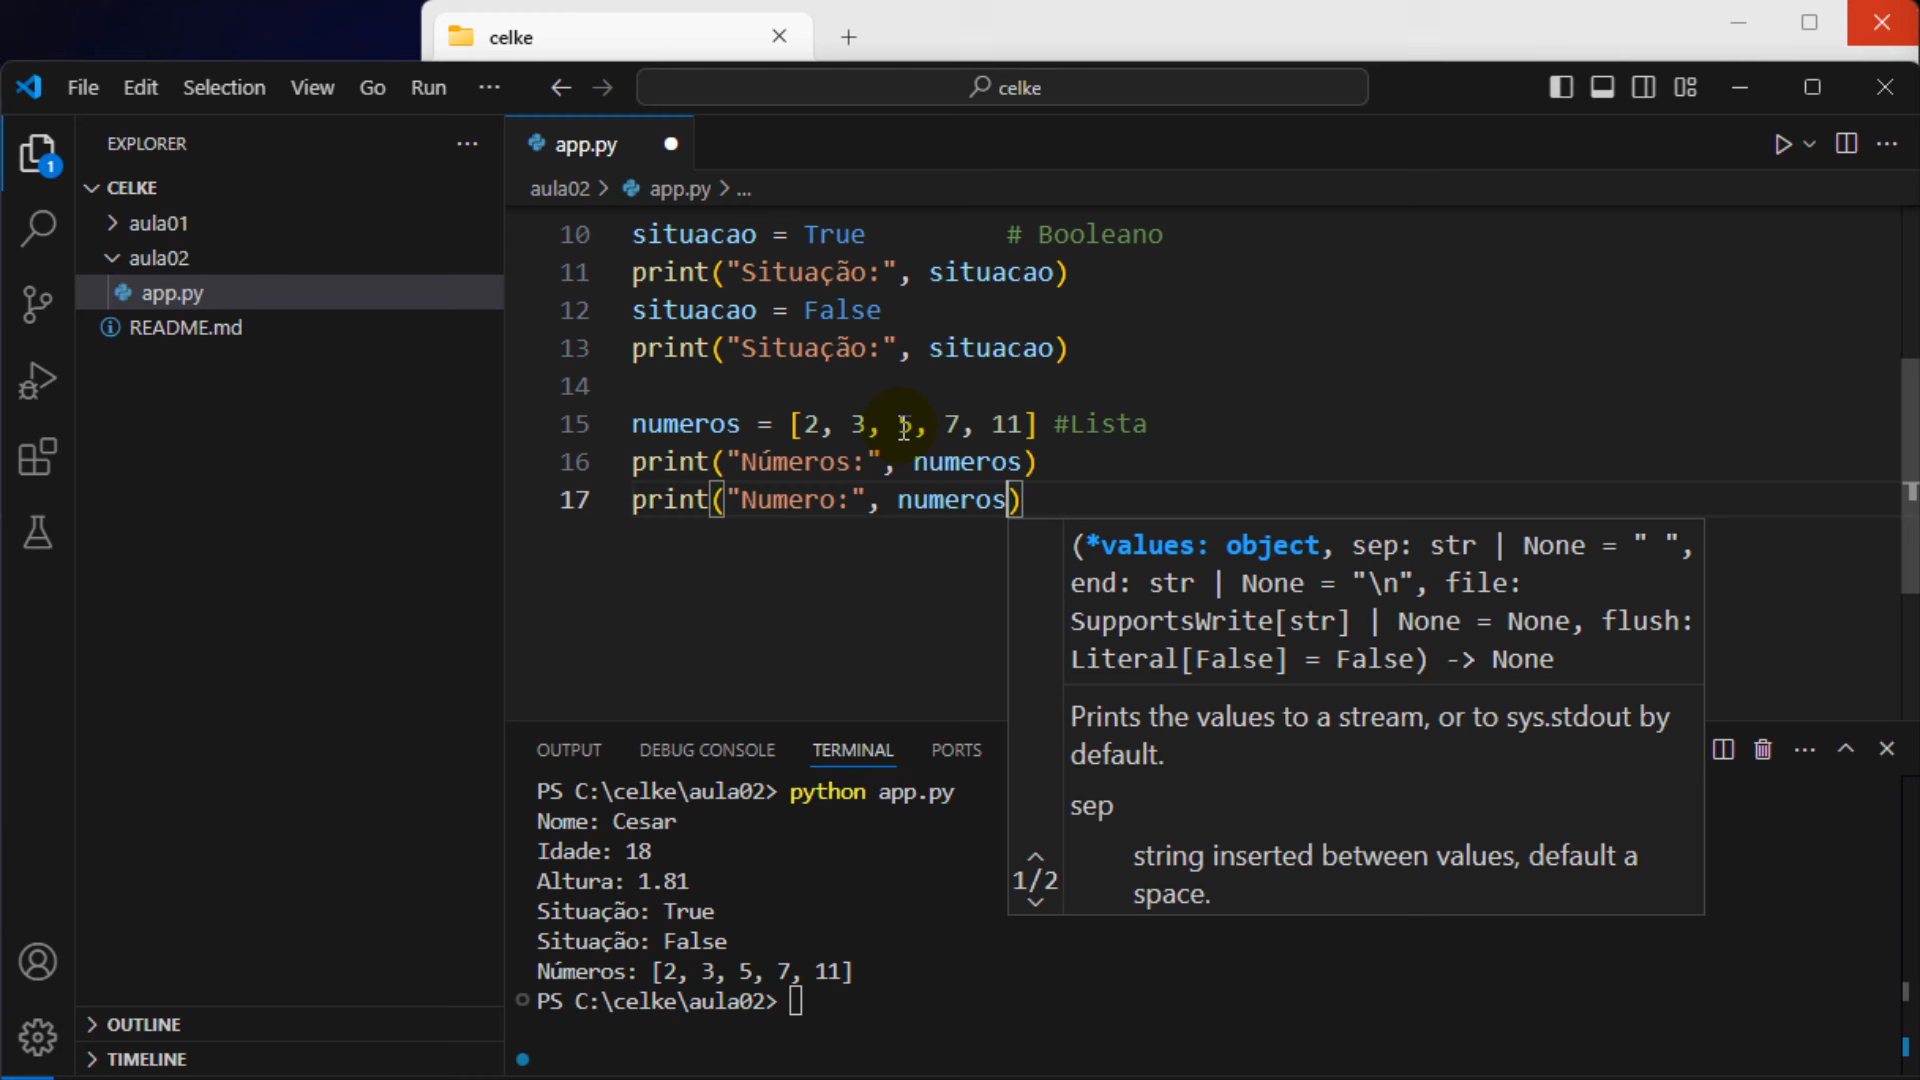 celke
File Edit Selection View Go Run ··· celke
EXPLORER ···
app.py
CELKE
aula02 > app.py > ...
1
aula01
aula02
app.py
README.md
10 situacao = True # Booleano
11 print("Situação:", situacao)
12 situacao = False
13 print("Situação:", situacao)
14
15 numeros = [2, 3, 5, 7, 11] #Lista
16 print("Números:", numeros)
17 print("Numero:", numeros)
(*values: object, sep: str | None = " ",
end: str | None = "\n", file:
SupportsWrite[str] | None = None, flush:
Literal[False] = False) -> None
Prints the values to a stream, or to sys.stdout by
default.
sep
string inserted between values, default a
space.
1/2
OUTPUT DEBUG CONSOLE TERMINAL PORTS
PS C:\celke\aula02> python app.py
Nome: Cesar
Idade: 18
Altura: 1.81
Situação: True
Situação: False
Números: [2, 3, 5, 7, 11]
PS C:\celke\aula02>
OUTLINE
TIMELINE